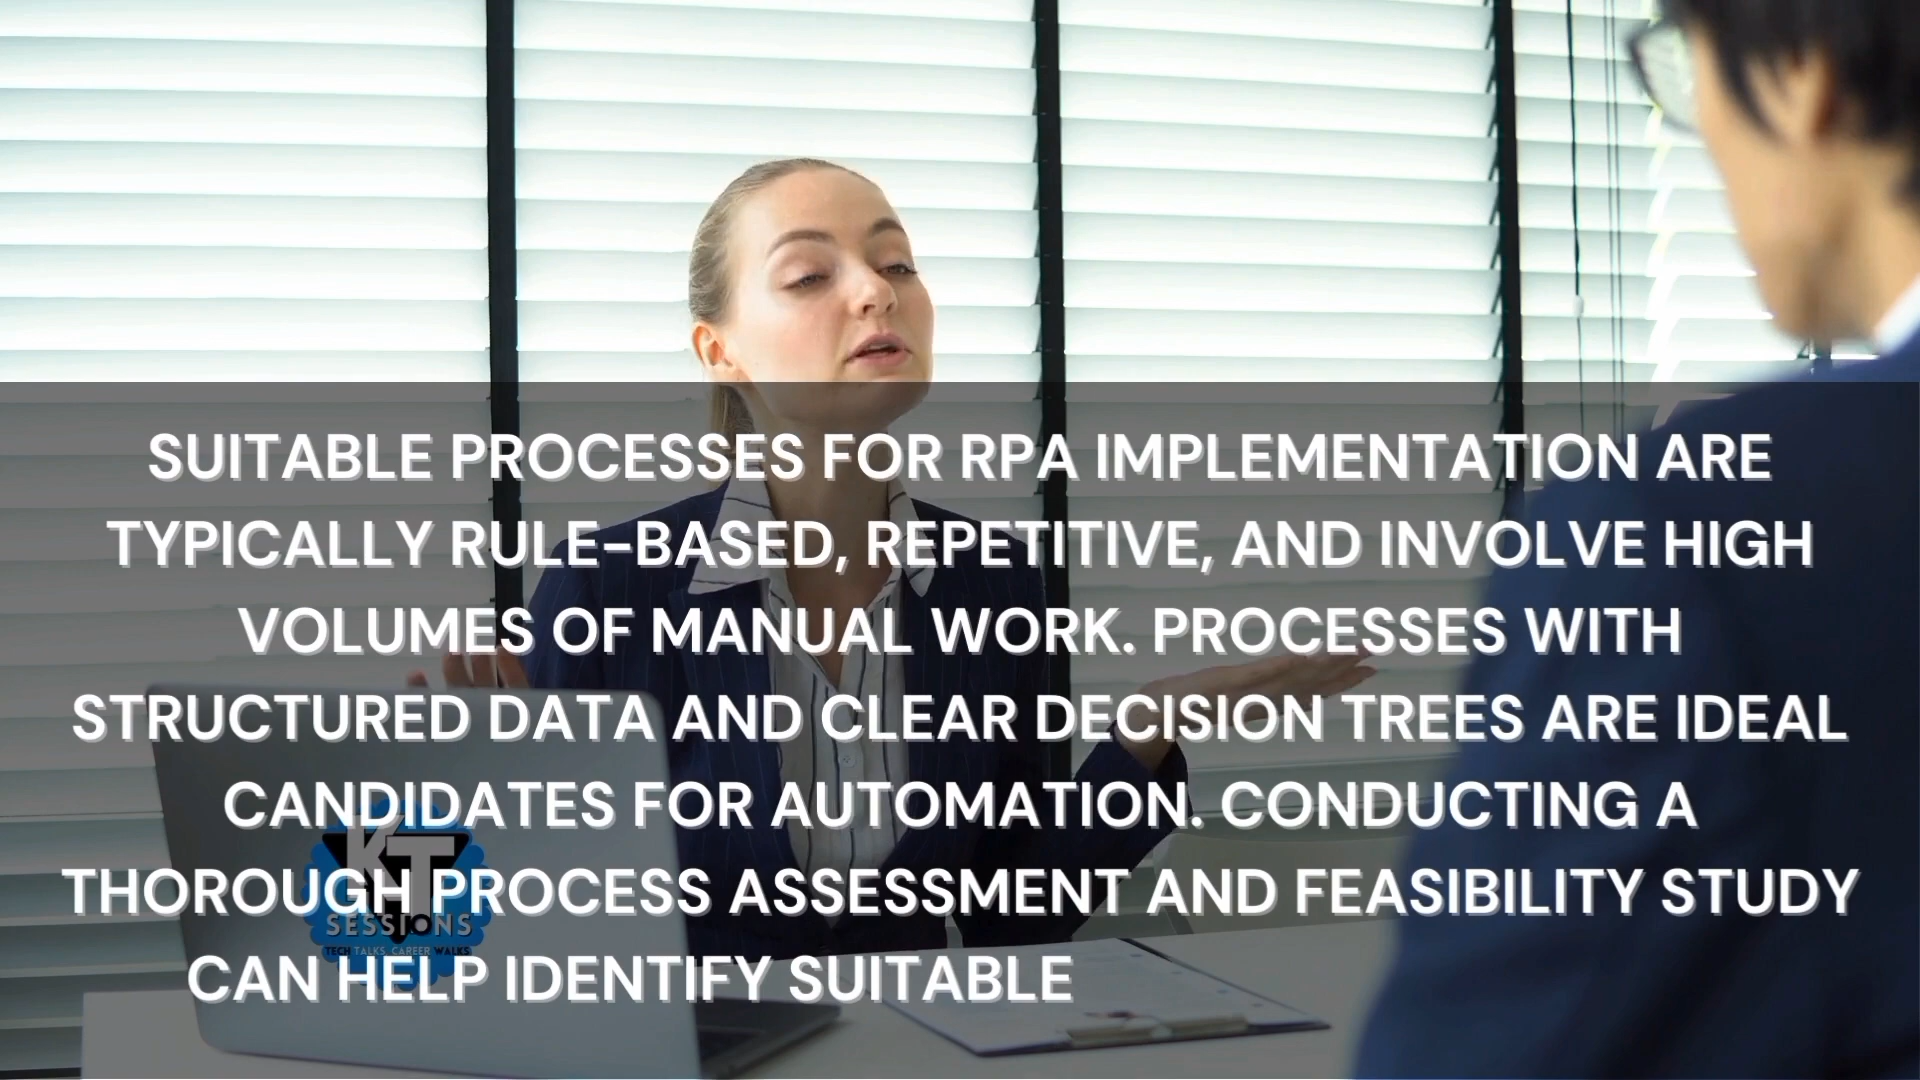 SUITABLE PROCESSES FOR RPA IMPLEMENTATION ARE
TYPICALLY RULE-BASED, REPETITIVE, AND INVOLVE HIGH
VOLUMES OF MANUAL WORK. PROCESSES WITH
STRUCTURED DATA AND CLEAR DECISION TREES ARE IDEAL
CANDIDATES FOR AUTOMATION. CONDUCTING A
THOROUGH PROCESS ASSESSMENT AND FEASIBILITY STUDY
CAN HELP IDENTIFY SUITABLE
KT
SESSIONS
TECH TALKS, CAREER WALKS